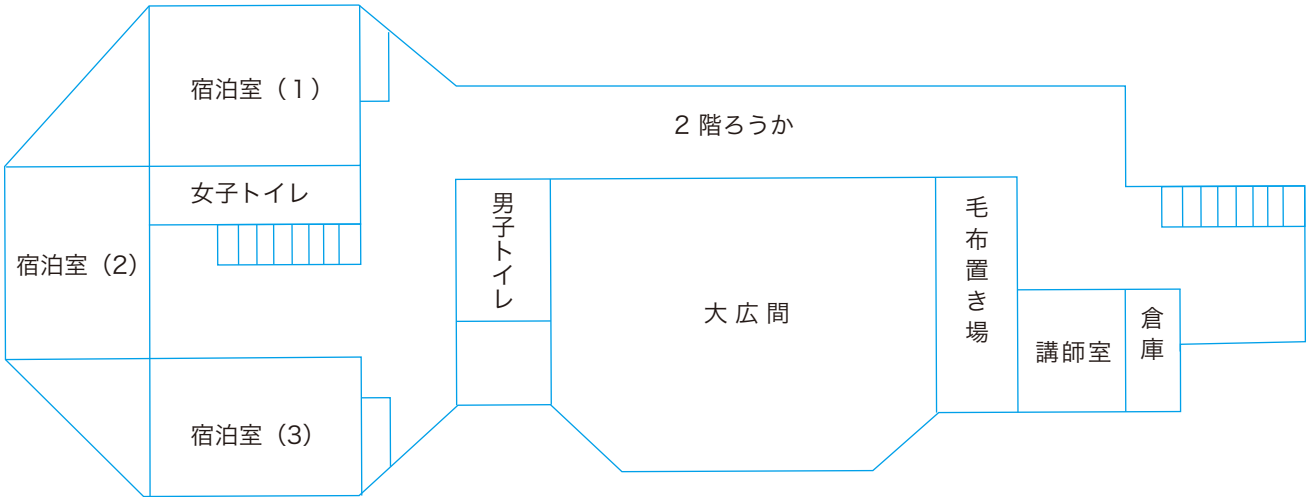 宿泊室（1）
2 階ろうか
女子トイレ
男子トイレ
毛布置き場
宿泊室（2）
大 広 間
倉庫
講師室
宿泊室（3）